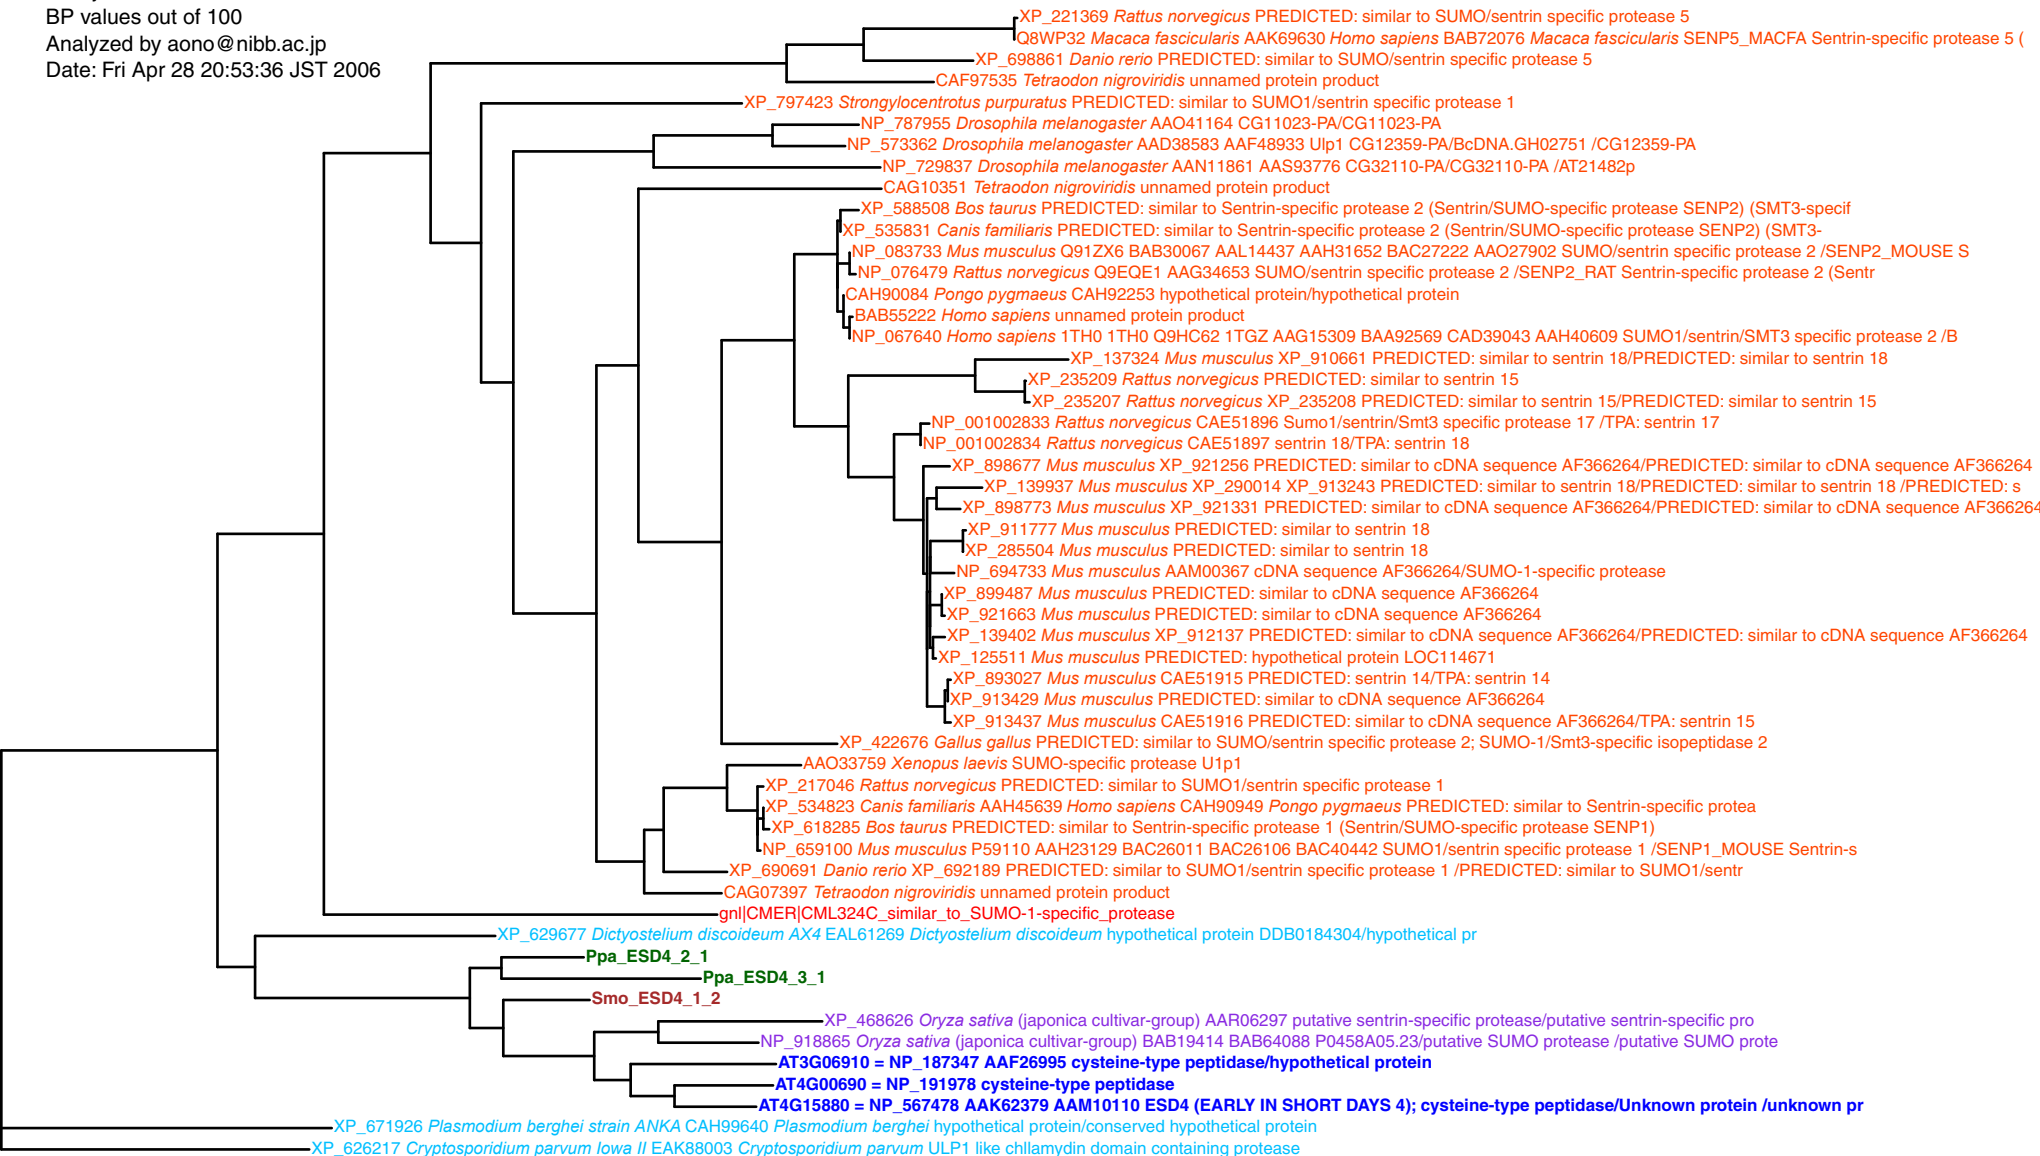 BP values out of 100
Analyzed by aono@nibb.ac.jp
Date: Fri Apr 28 20:53:36 JST 2006
XP_221369 Rattus norvegicus PREDICTED: similar to SUMO/sentrin specific protease 5
Q8WP32 Macaca fascicularis AAK69630 Homo sapiens BAB72076 Macaca fascicularis SENP5_MACFA Sentrin-specific protease 5 (
XP_698861 Danio rerio PREDICTED: similar to SUMO/sentrin specific protease 5
CAF97535 Tetraodon nigroviridis unnamed protein product
XP_797423 Strongylocentrotus purpuratus PREDICTED: similar to SUMO1/sentrin specific protease 1
NP_787955 Drosophila melanogaster AAO41164 CG11023-PA/CG11023-PA
NP_573362 Drosophila melanogaster AAD38583 AAF48933 Ulp1 CG12359-PA/BcDNA.GH02751 /CG12359-PA
NP_729837 Drosophila melanogaster AAN11861 AAS93776 CG32110-PA/CG32110-PA /AT21482p
CAG10351 Tetraodon nigroviridis unnamed protein product
XP_588508 Bos taurus PREDICTED: similar to Sentrin-specific protease 2 (Sentrin/SUMO-specific protease SENP2) (SMT3-specif
XP_535831 Canis familiaris PREDICTED: similar to Sentrin-specific protease 2 (Sentrin/SUMO-specific protease SENP2) (SMT3-
NP_083733 Mus musculus Q91ZX6 BAB30067 AAL14437 AAH31652 BAC27222 AAO27902 SUMO/sentrin specific protease 2 /SENP2_MOUSE S
NP_076479 Rattus norvegicus Q9EQE1 AAG34653 SUMO/sentrin specific protease 2 /SENP2_RAT Sentrin-specific protease 2 (Sentr
CAH90084 Pongo pygmaeus CAH92253 hypothetical protein/hypothetical protein
BAB55222 Homo sapiens unnamed protein product
NP_067640 Homo sapiens 1TH0 1TH0 Q9HC62 1TGZ AAG15309 BAA92569 CAD39043 AAH40609 SUMO1/sentrin/SMT3 specific protease 2 /B
XP_137324 Mus musculus XP_910661 PREDICTED: similar to sentrin 18/PREDICTED: similar to sentrin 18
XP_235209 Rattus norvegicus PREDICTED: similar to sentrin 15
XP_235207 Rattus norvegicus XP_235208 PREDICTED: similar to sentrin 15/PREDICTED: similar to sentrin 15
NP_001002833 Rattus norvegicus CAE51896 Sumo1/sentrin/Smt3 specific protease 17 /TPA: sentrin 17
NP_001002834 Rattus norvegicus CAE51897 sentrin 18/TPA: sentrin 18
XP_898677 Mus musculus XP_921256 PREDICTED: similar to cDNA sequence AF366264/PREDICTED: similar to cDNA sequence AF366264
XP_139937 Mus musculus XP_290014 XP_913243 PREDICTED: similar to sentrin 18/PREDICTED: similar to sentrin 18 /PREDICTED: s
XP_898773 Mus musculus XP_921331 PREDICTED: similar to cDNA sequence AF366264/PREDICTED: similar to cDNA sequence AF366264
XP_911777 Mus musculus PREDICTED: similar to sentrin 18
XP_285504 Mus musculus PREDICTED: similar to sentrin 18
NP_694733 Mus musculus AAM00367 cDNA sequence AF366264/SUMO-1-specific protease
XP_899487 Mus musculus PREDICTED: similar to cDNA sequence AF366264
XP_921663 Mus musculus PREDICTED: similar to cDNA sequence AF366264
XP_139402 Mus musculus XP_912137 PREDICTED: similar to cDNA sequence AF366264/PREDICTED: similar to cDNA sequence AF366264
XP_125511 Mus musculus PREDICTED: hypothetical protein LOC114671
XP_893027 Mus musculus CAE51915 PREDICTED: sentrin 14/TPA: sentrin 14
XP_913429 Mus musculus PREDICTED: similar to cDNA sequence AF366264
XP_913437 Mus musculus CAE51916 PREDICTED: similar to cDNA sequence AF366264/TPA: sentrin 15
XP_422676 Gallus gallus PREDICTED: similar to SUMO/sentrin specific protease 2; SUMO-1/Smt3-specific isopeptidase 2
AAO33759 Xenopus laevis SUMO-specific protease U1p1
XP_217046 Rattus norvegicus PREDICTED: similar to SUMO1/sentrin specific protease 1
XP_534823 Canis familiaris AAH45639 Homo sapiens CAH90949 Pongo pygmaeus PREDICTED: similar to Sentrin-specific protea
XP_618285 Bos taurus PREDICTED: similar to Sentrin-specific protease 1 (Sentrin/SUMO-specific protease SENP1)
NP_659100 Mus musculus P59110 AAH23129 BAC26011 BAC26106 BAC40442 SUMO1/sentrin specific protease 1 /SENP1_MOUSE Sentrin-s
XP_690691 Danio rerio XP_692189 PREDICTED: similar to SUMO1/sentrin specific protease 1 /PREDICTED: similar to SUMO1/sentr
CAG07397 Tetraodon nigroviridis unnamed protein product
gnl|CMER|CML324C_similar_to_SUMO-1-specific_protease
XP_629677 Dictyostelium discoideum AX4 EAL61269 Dictyostelium discoideum hypothetical protein DDB0184304/hypothetical pr
Ppa_ESD4_2_1
Ppa_ESD4_3_1
Smo_ESD4_1_2
XP_468626 Oryza sativa (japonica cultivar-group) AAR06297 putative sentrin-specific protease/putative sentrin-specific pro
NP_918865 Oryza sativa (japonica cultivar-group) BAB19414 BAB64088 P0458A05.23/putative SUMO protease /putative SUMO prote
AT3G06910 = NP_187347 AAF26995 cysteine-type peptidase/hypothetical protein
AT4G00690 = NP_191978 cysteine-type peptidase
AT4G15880 = NP_567478 AAK62379 AAM10110 ESD4 (EARLY IN SHORT DAYS 4); cysteine-type peptidase/Unknown protein /unknown pr
XP_671926 Plasmodium berghei strain ANKA CAH99640 Plasmodium berghei hypothetical protein/conserved hypothetical protein
XP_626217 Cryptosporidium parvum Iowa II EAK88003 Cryptosporidium parvum ULP1 like chllamydin domain containing protease